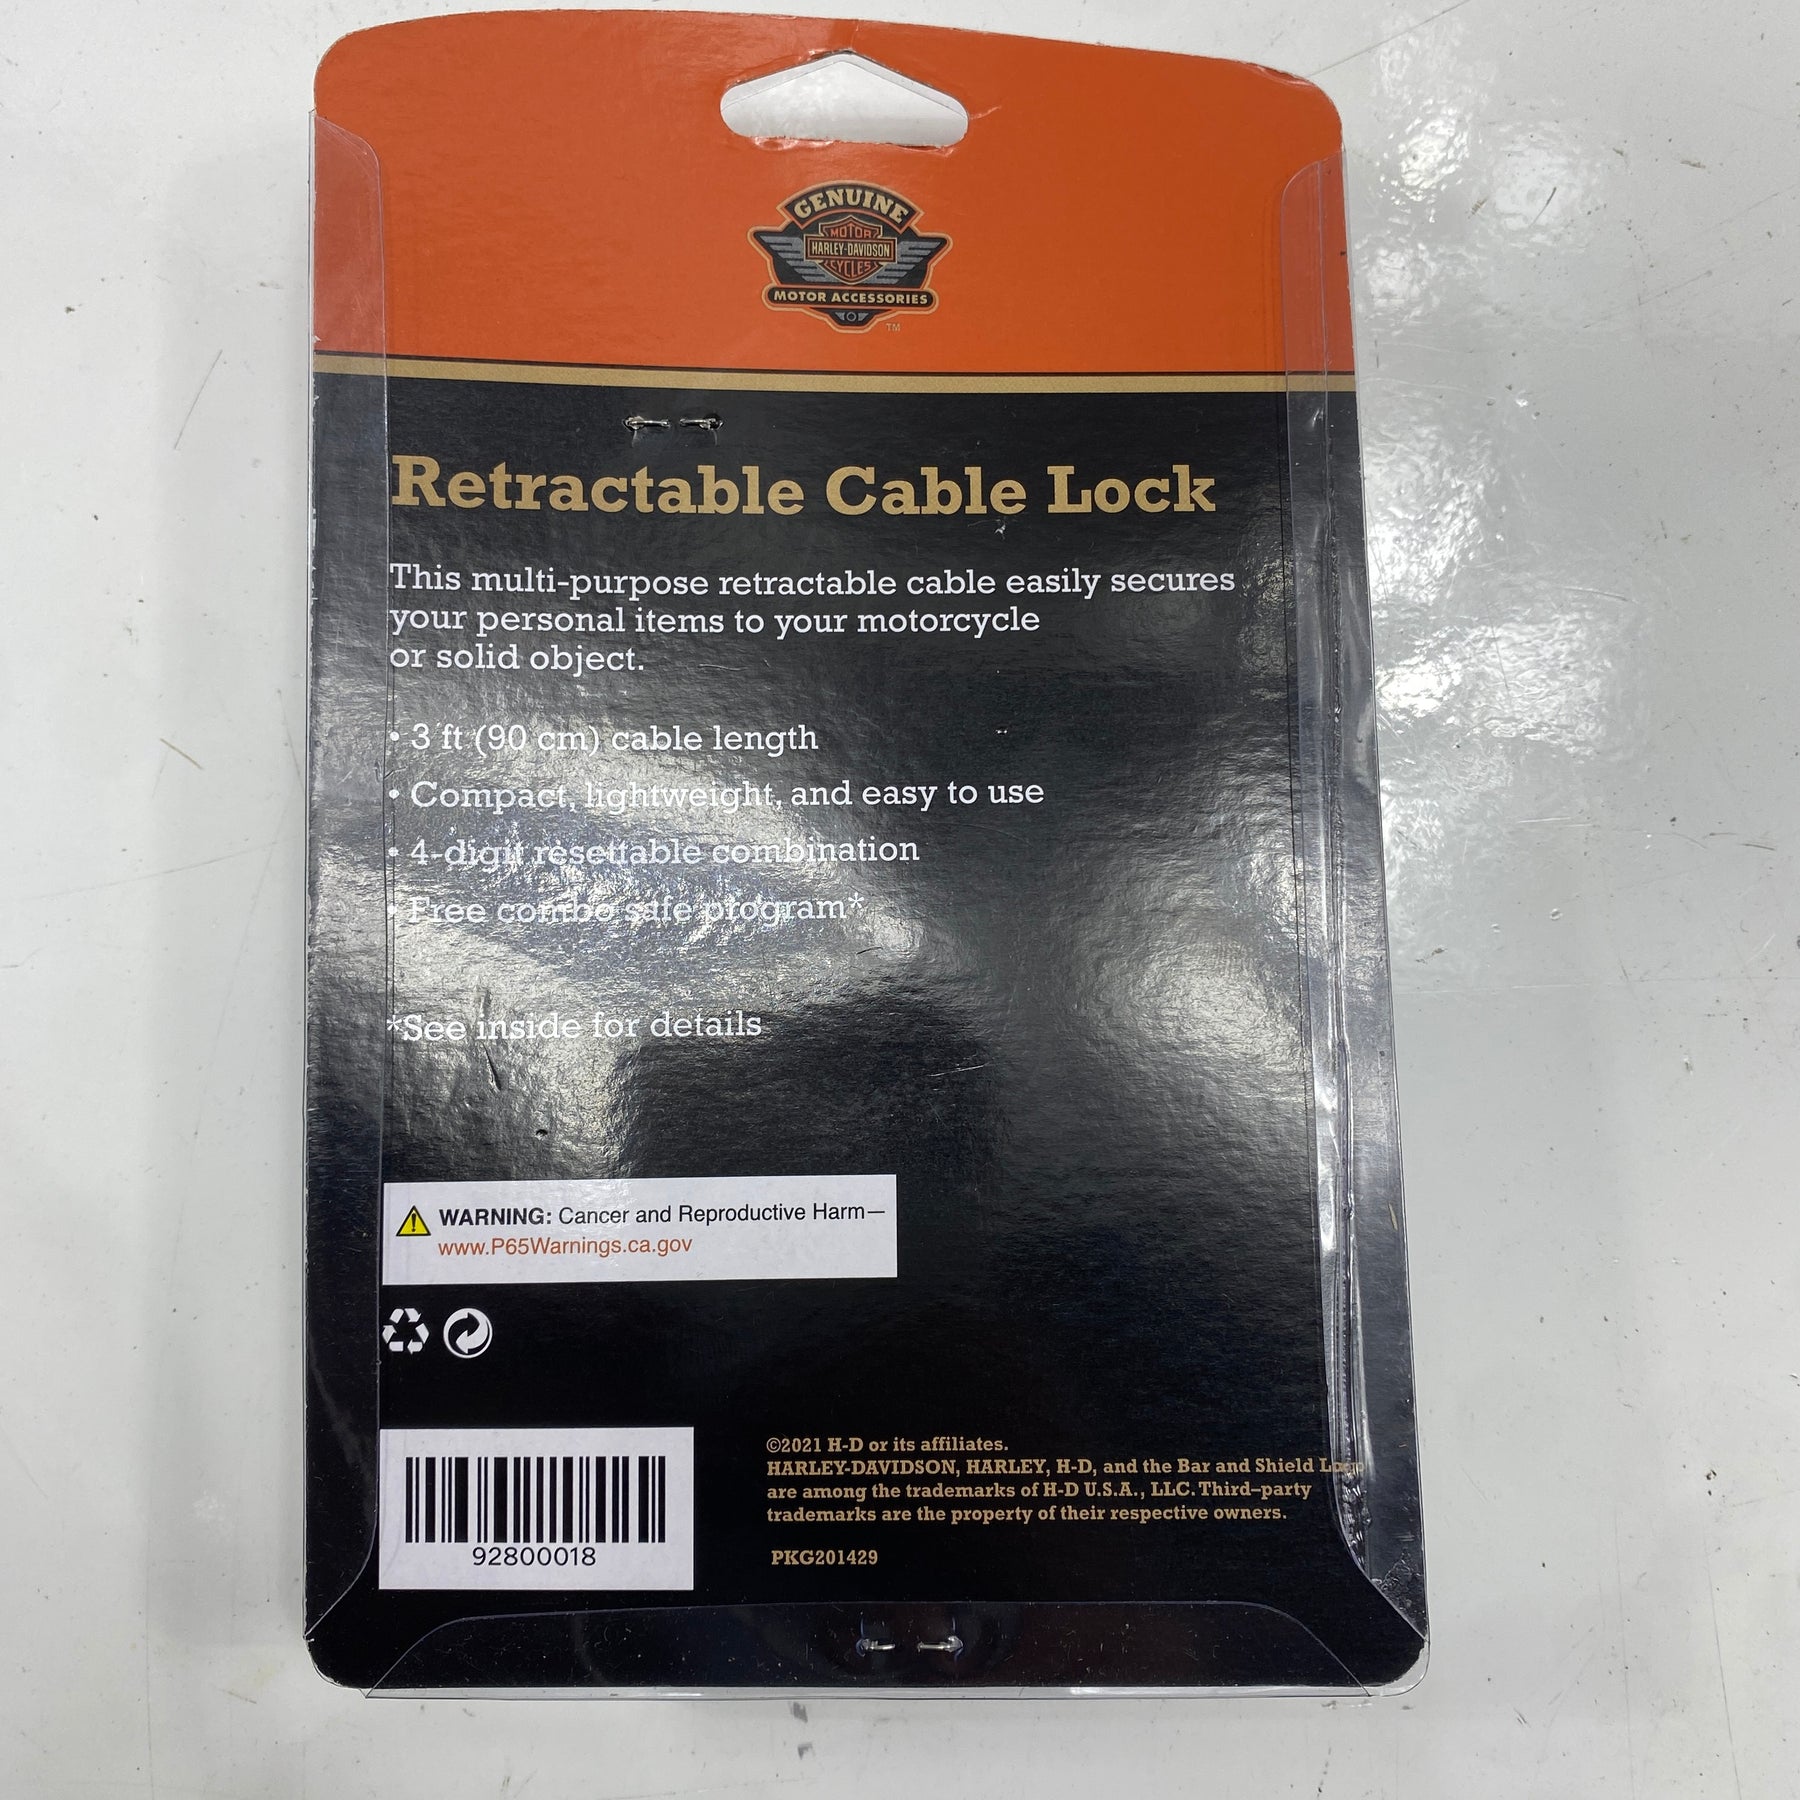 GENUINE
MOTOR
HARLEY-DAVIDSON
CYCLES
MOTOR ACCESSORIES
TM
Retractable Cable Lock
This multi-purpose retractable cable easily secures
your personal items to your motorcycle
or solid object.
• 3 ft (90 cm) cable length
• Compact, lightweight, and easy to use
• 4-digit resettable combination
• Free combo safe program*
*See inside for details
WARNING: Cancer and Reproductive Harm—
www.P65Warnings.ca.gov
92800018
©2021 H-D or its affiliates.
HARLEY-DAVIDSON, HARLEY, H-D, and the Bar and Shield Logo
are among the trademarks of H-D U.S.A., LLC. Third–party
trademarks are the property of their respective owners.
PKG201429